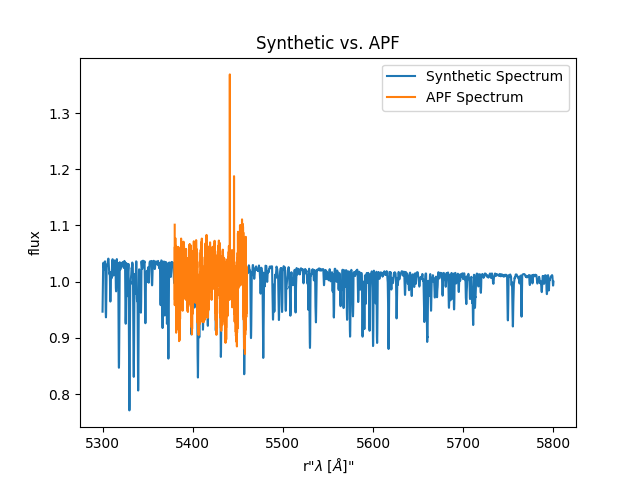 Synthetic vs. APF
Synthetic Spectrum
APF Spectrum
flux
1.3
1.2
1.1
1.0
0.9
0.8
5300
5400
5500
5600
5700
5800
r"λ [Å]"